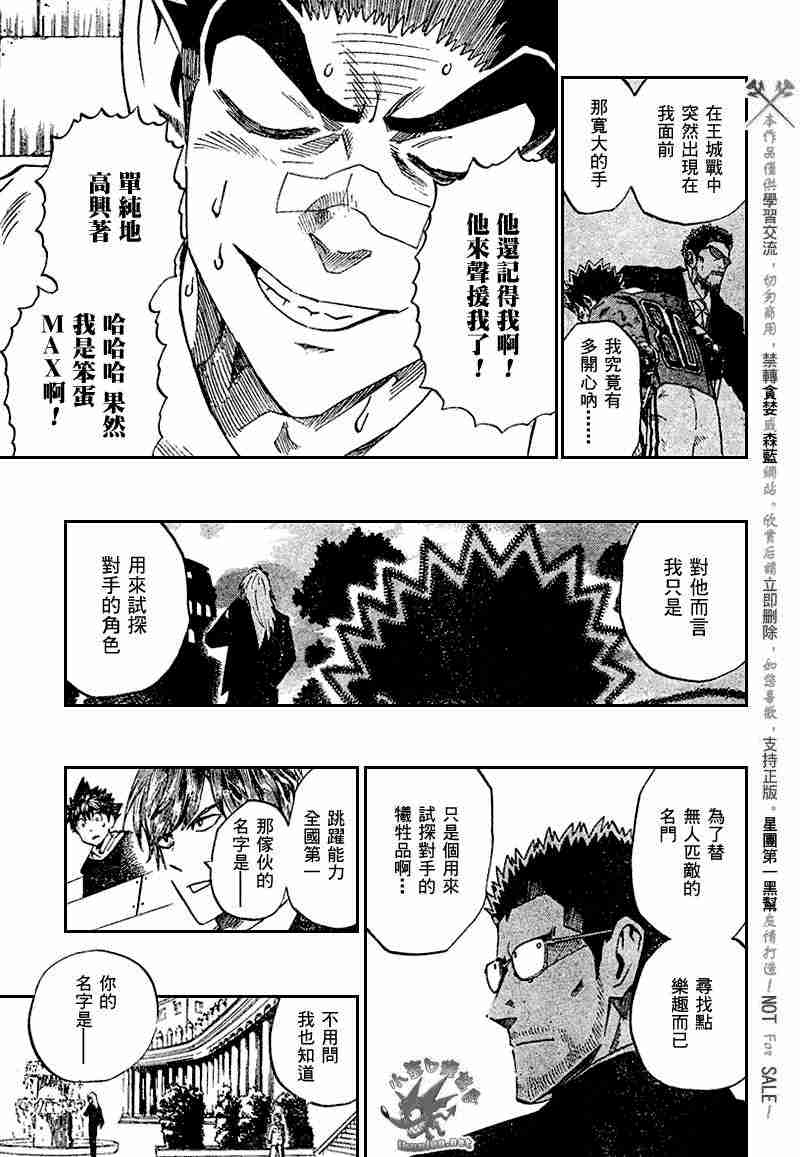 在王城戰中
突然出現在
我面前
那寬大的手
我究竟有
多開心吶……
他還記得我啊！
他來聲援我了！
單純地
高興著
哈哈哈 果然
我是笨蛋
MAX啊！
對他而言
我只是
用來試探
對手的角色
為了替
無人匹敵的
名門
尋找點
樂趣而已
只是個用來
試探對手的
犧牲品啊…
跳躍能力
全國第一
那傢伙的
名字是——
不用問
我也知道
你的
名字是——
本作品僅供學習交流，切勿商用，禁轉貪婪或森藍網站。欣賞后請立即刪除，如您喜歡，支持正版。星團第一黑幫友情打造！NOT For SALE！